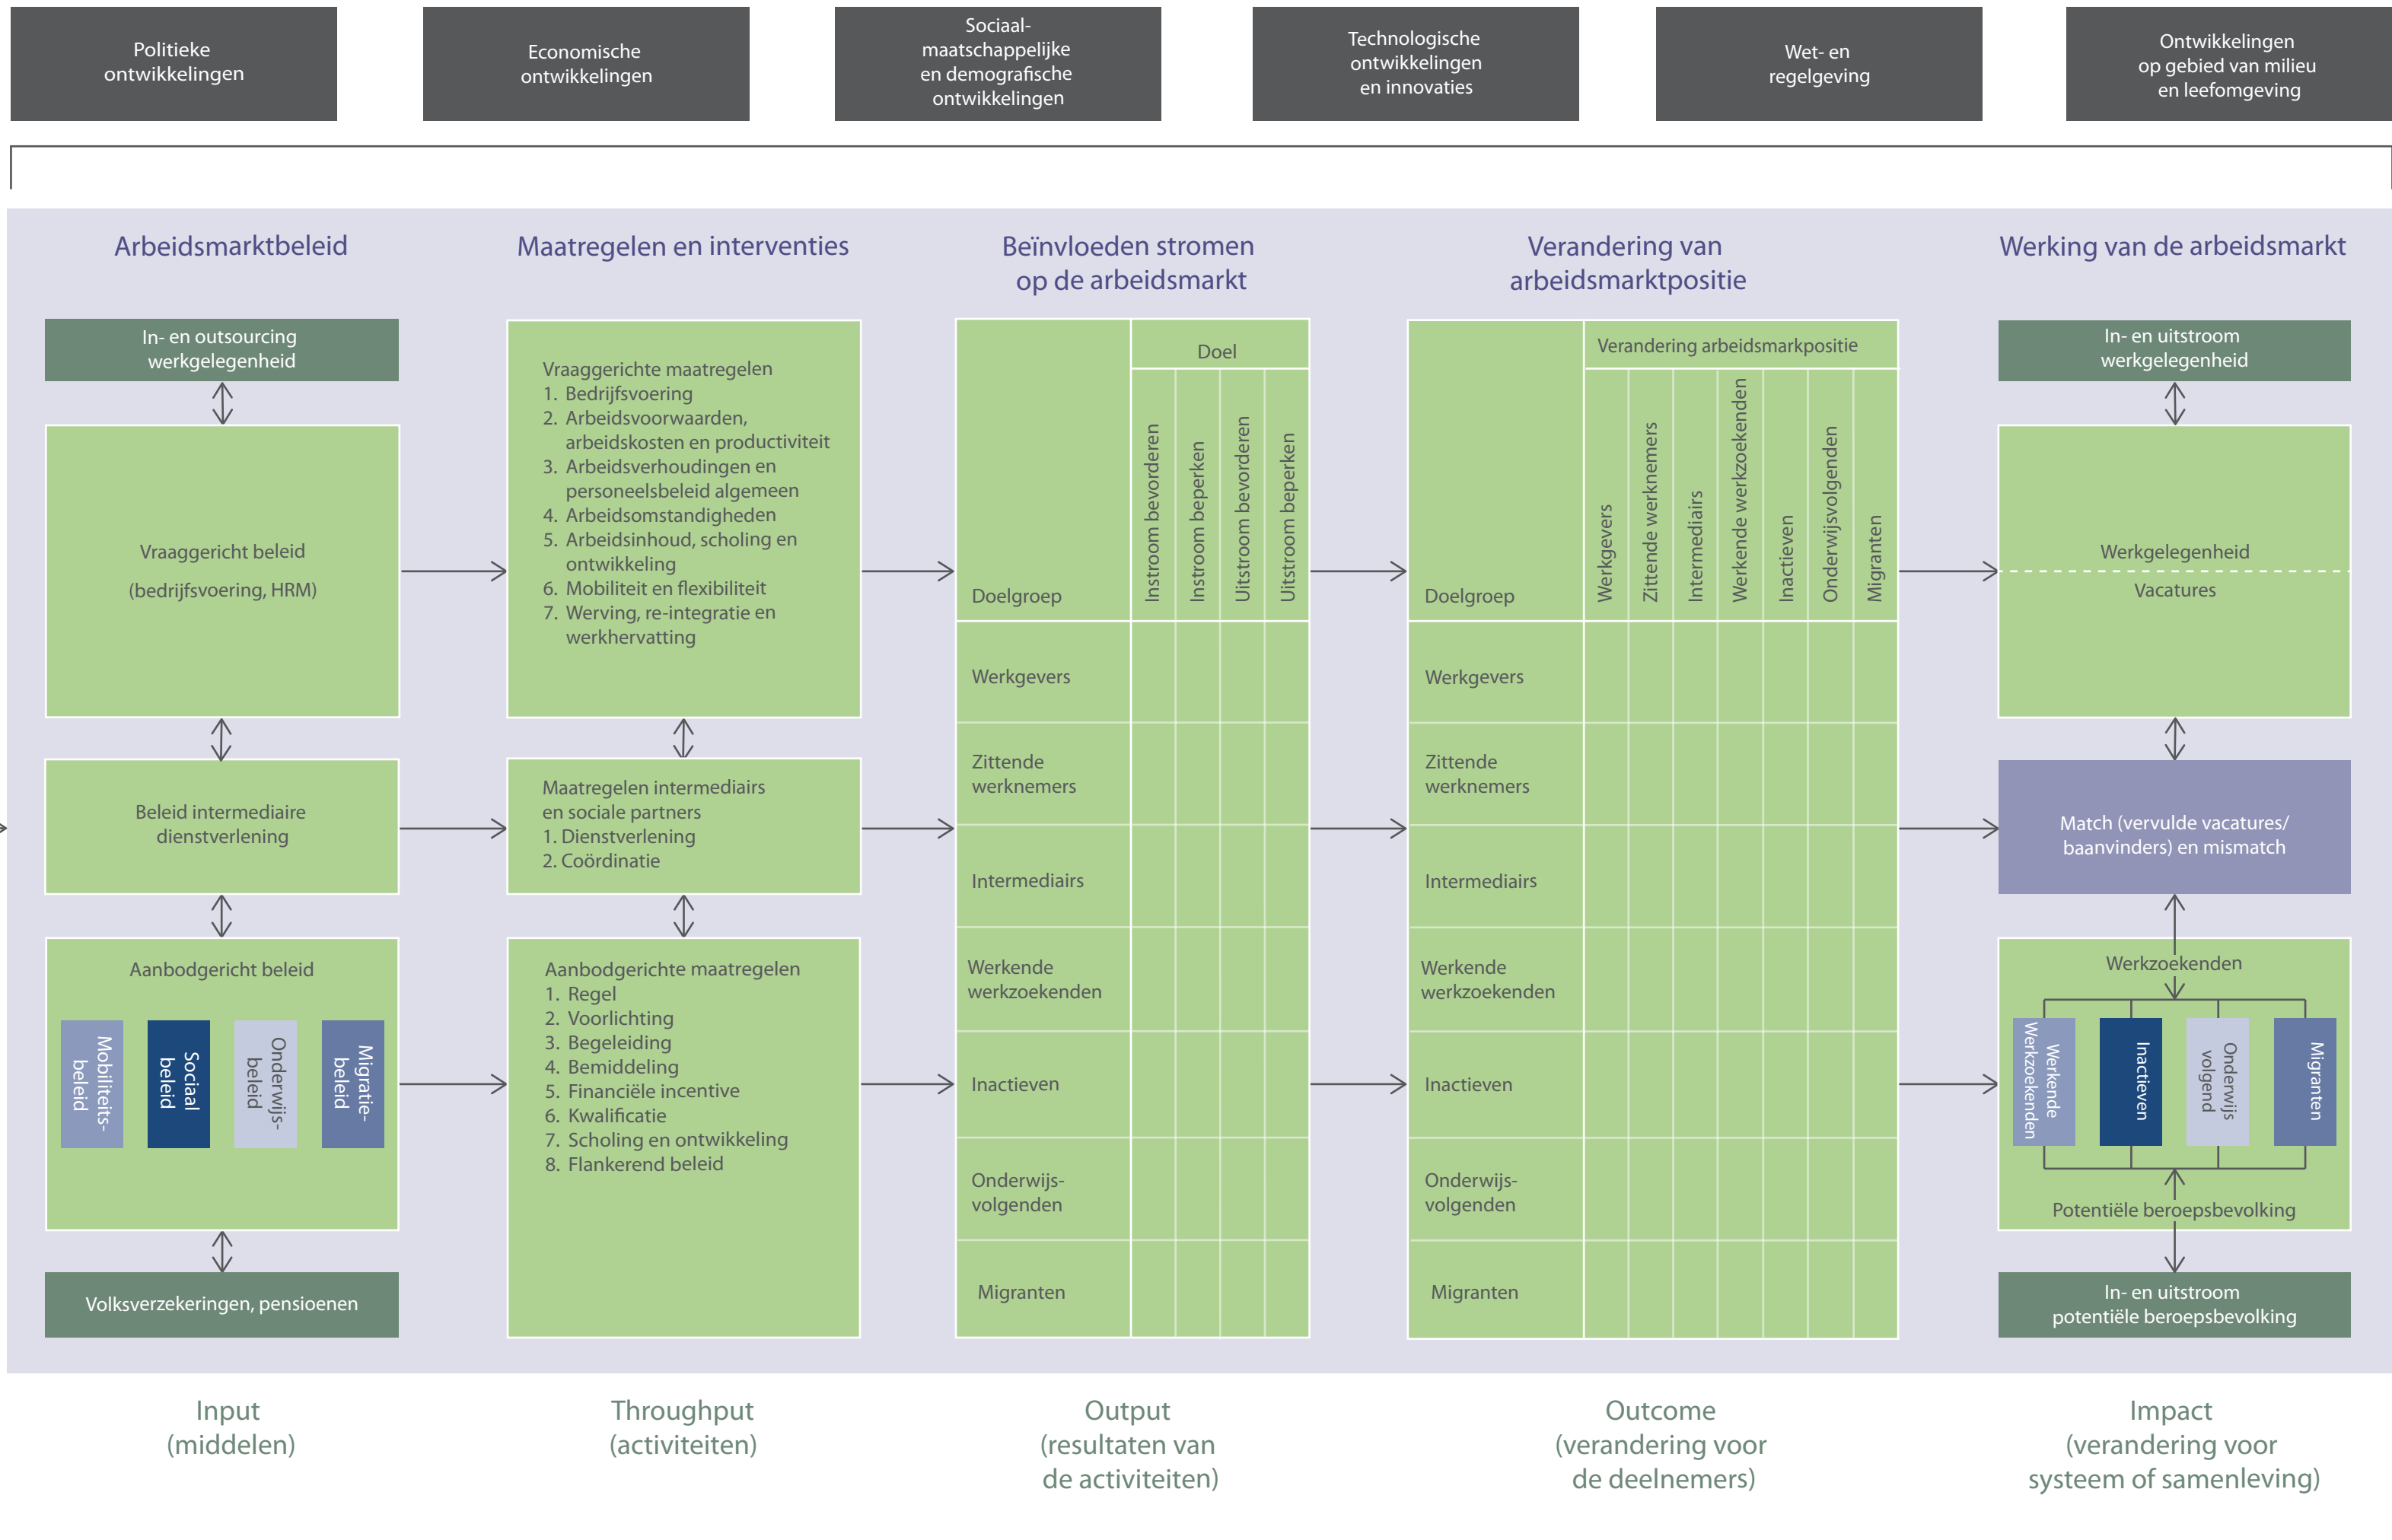 Politieke
ontwikkelingen
Economische
ontwikkelingen
Sociaal-
maatschappelijke
en demografische
ontwikkelingen
Technologische
ontwikkelingen
en innovaties
Wet- en
regelgeving
Ontwikkelingen
op gebied van milieu
en leefomgeving
Arbeidsmarktbeleid
In- en outsourcing
werkgelegenheid
Vraaggericht beleid
(bedrijfsvoering, HRM)
Beleid intermediaire
dienstverlening
Aanbodgericht beleid
Mobiliteits-
beleid
Sociaal
beleid
Onderwijs-
beleid
Migratie-
beleid
Volksverzekeringen, pensioenen
Maatregelen en interventies
Vraaggerichte maatregelen
1. Bedrijfsvoering
2. Arbeidsvoorwaarden,
arbeidskosten en productiviteit
3. Arbeidsverhoudingen en
personeelsbeleid algemeen
4. Arbeidsomstandigheden
5. Arbeidsinhoud, scholing en
ontwikkeling
6. Mobiliteit en flexibiliteit
7. Werving, re-integratie en
werkhervatting
Maatregelen intermediairs
en sociale partners
1. Dienstverlening
2. Coördinatie
Aanbodgerichte maatregelen
1. Regel
2. Voorlichting
3. Begeleiding
4. Bemiddeling
5. Financiële incentive
6. Kwalificatie
7. Scholing en ontwikkeling
8. Flankerend beleid
Beïnvloeden stromen
op de arbeidsmarkt
Doel
Doelgroep
Instroom bevorderen
Instroom beperken
Uitstroom bevorderen
Uitstroom beperken
Werkgevers
Zittende
werknemers
Intermediairs
Werkende
werkzoekenden
Inactieven
Onderwijs-
volgenden
Migranten
Verandering van
arbeidsmarktpositie
Verandering arbeidsmarkpositie
Doelgroep
Werkgevers
Zittende werknemers
Intermediairs
Werkende werkzoekenden
Inactieven
Onderwijsvolgenden
Migranten
Werkgevers
Zittende
werknemers
Intermediairs
Werkende
werkzoekenden
Inactieven
Onderwijs-
volgenden
Migranten
Werking van de arbeidsmarkt
In- en uitstroom
werkgelegenheid
Werkgelegenheid
Vacatures
Match (vervulde vacatures/
baanvinders) en mismatch
Werkzoekenden
Werkende
Werkzoekenden
Inactieven
Onderwijs
volgend
Migranten
Potentiële beroepsbevolking
In- en uitstroom
potentiële beroepsbevolking
Input
(middelen)
Throughput
(activiteiten)
Output
(resultaten van
de activiteiten)
Outcome
(verandering voor
de deelnemers)
Impact
(verandering voor
systeem of samenleving)